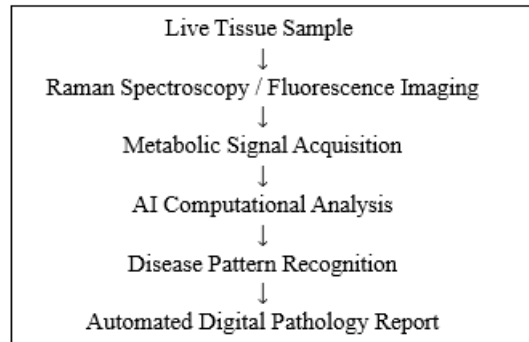 Live Tissue Sample
↓
Raman Spectroscopy / Fluorescence Imaging
↓
Metabolic Signal Acquisition
↓
AI Computational Analysis
↓
Disease Pattern Recognition
↓
Automated Digital Pathology Report